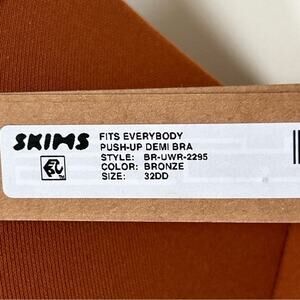 SKIMS
FITS EVERYBODY
PUSH-UP DEMI BRA
STYLE: BR-UWR-2295
COLOR: BRONZE
SIZE: 32DD